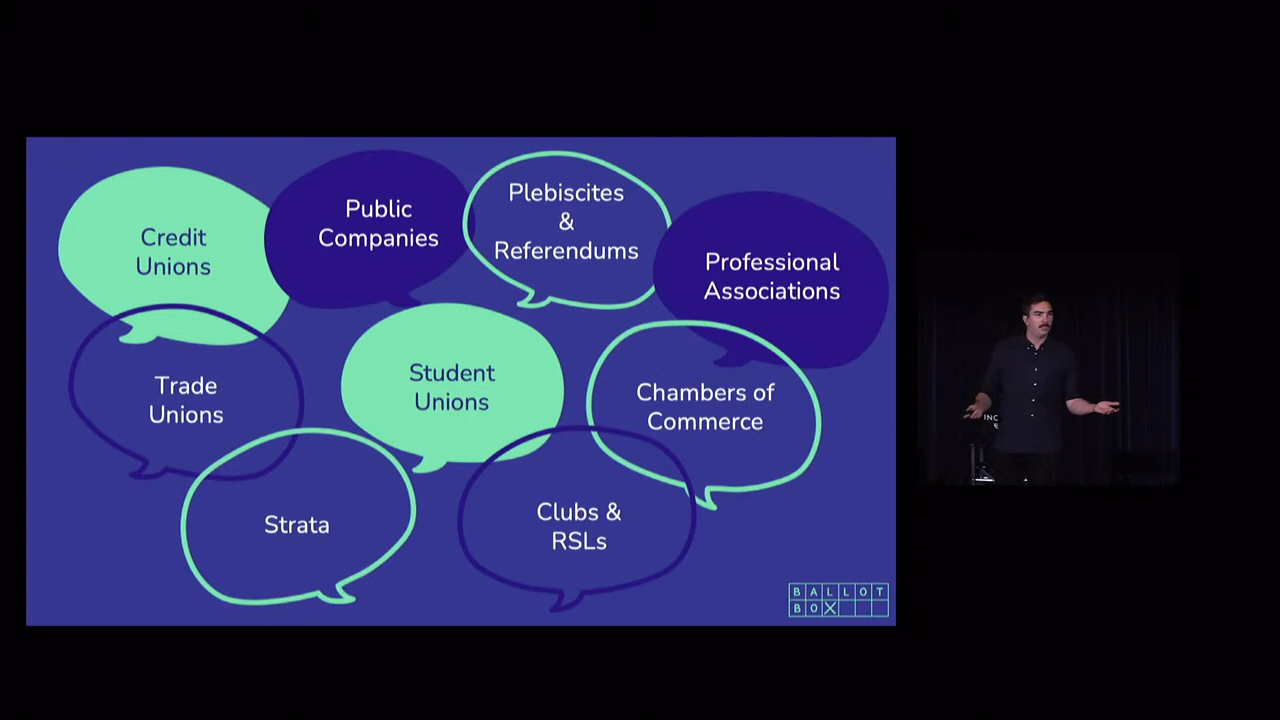 Credit
Unions
Public
Companies
Plebiscites
&
Referendums
Professional
Associations
Trade
Unions
Student
Unions
Chambers of
Commerce
Strata
Clubs &
RSLs
BALLOT
BOX
INC